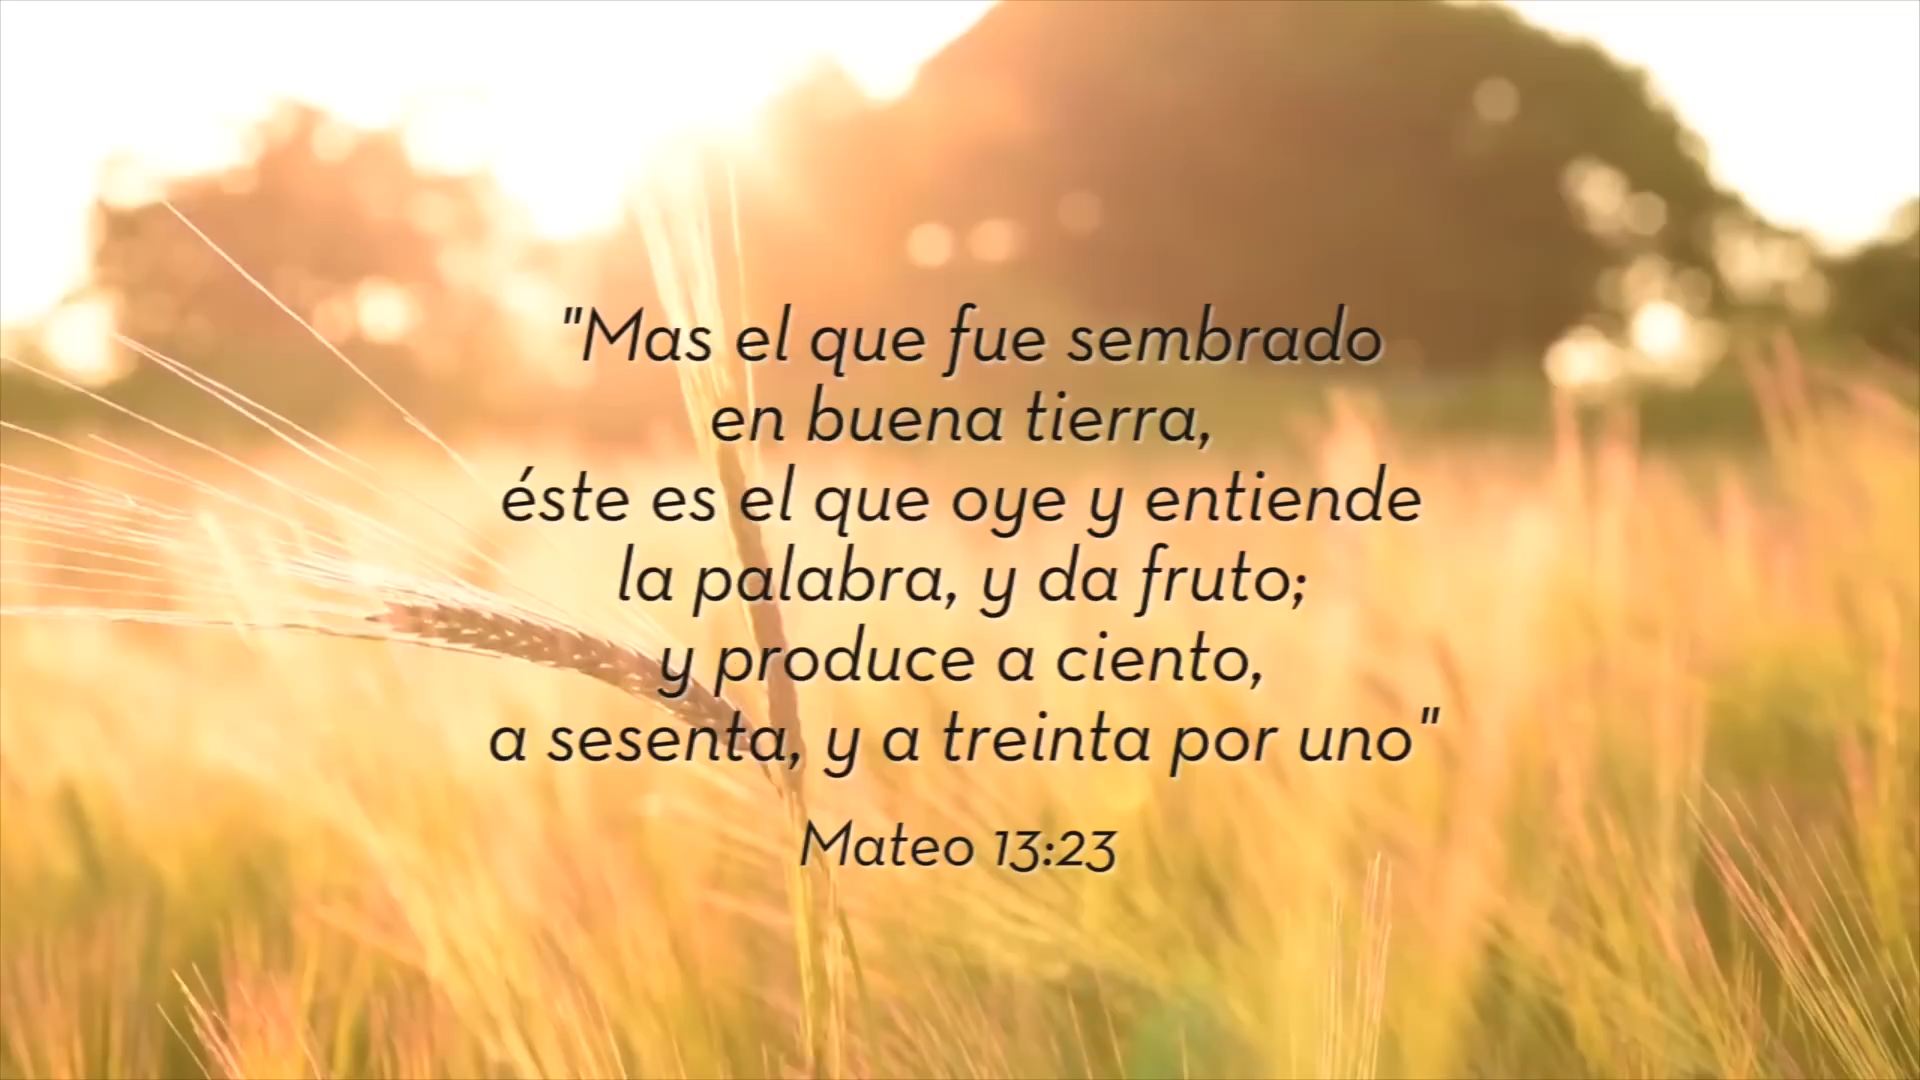 "Mas el que fue sembrado
en buena tierra,
éste es el que oye y entiende
la palabra, y da fruto;
y produce a ciento,
a sesenta, y a treinta por uno"
Mateo 13:23